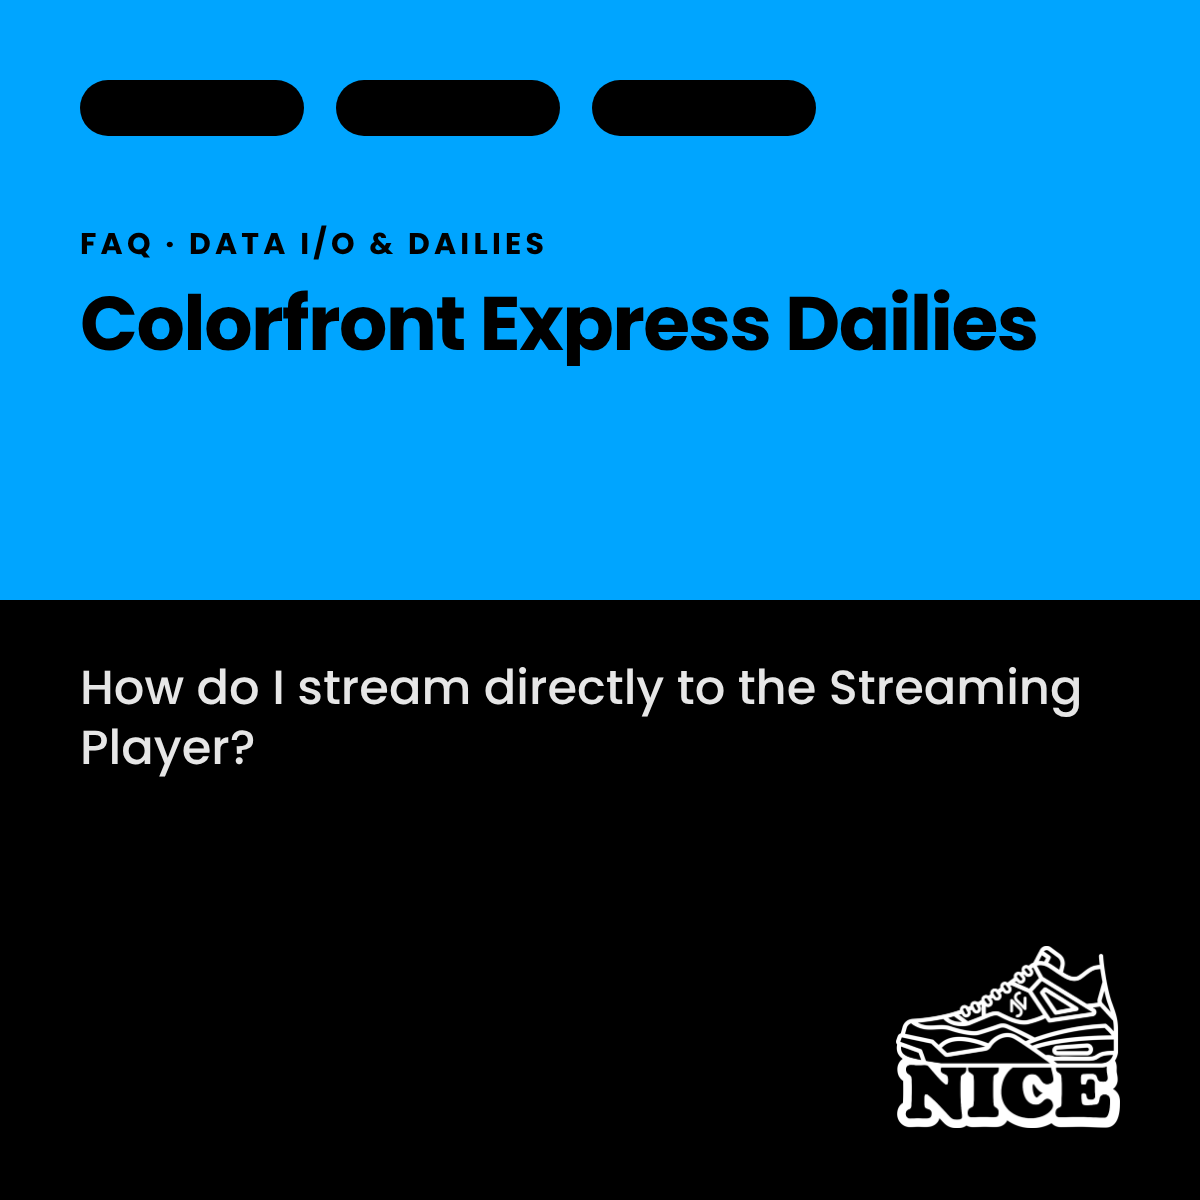 FAQ · DATA I/O & DAILIES
Colorfront Express Dailies
How do I stream directly to the Streaming
Player?
NICE